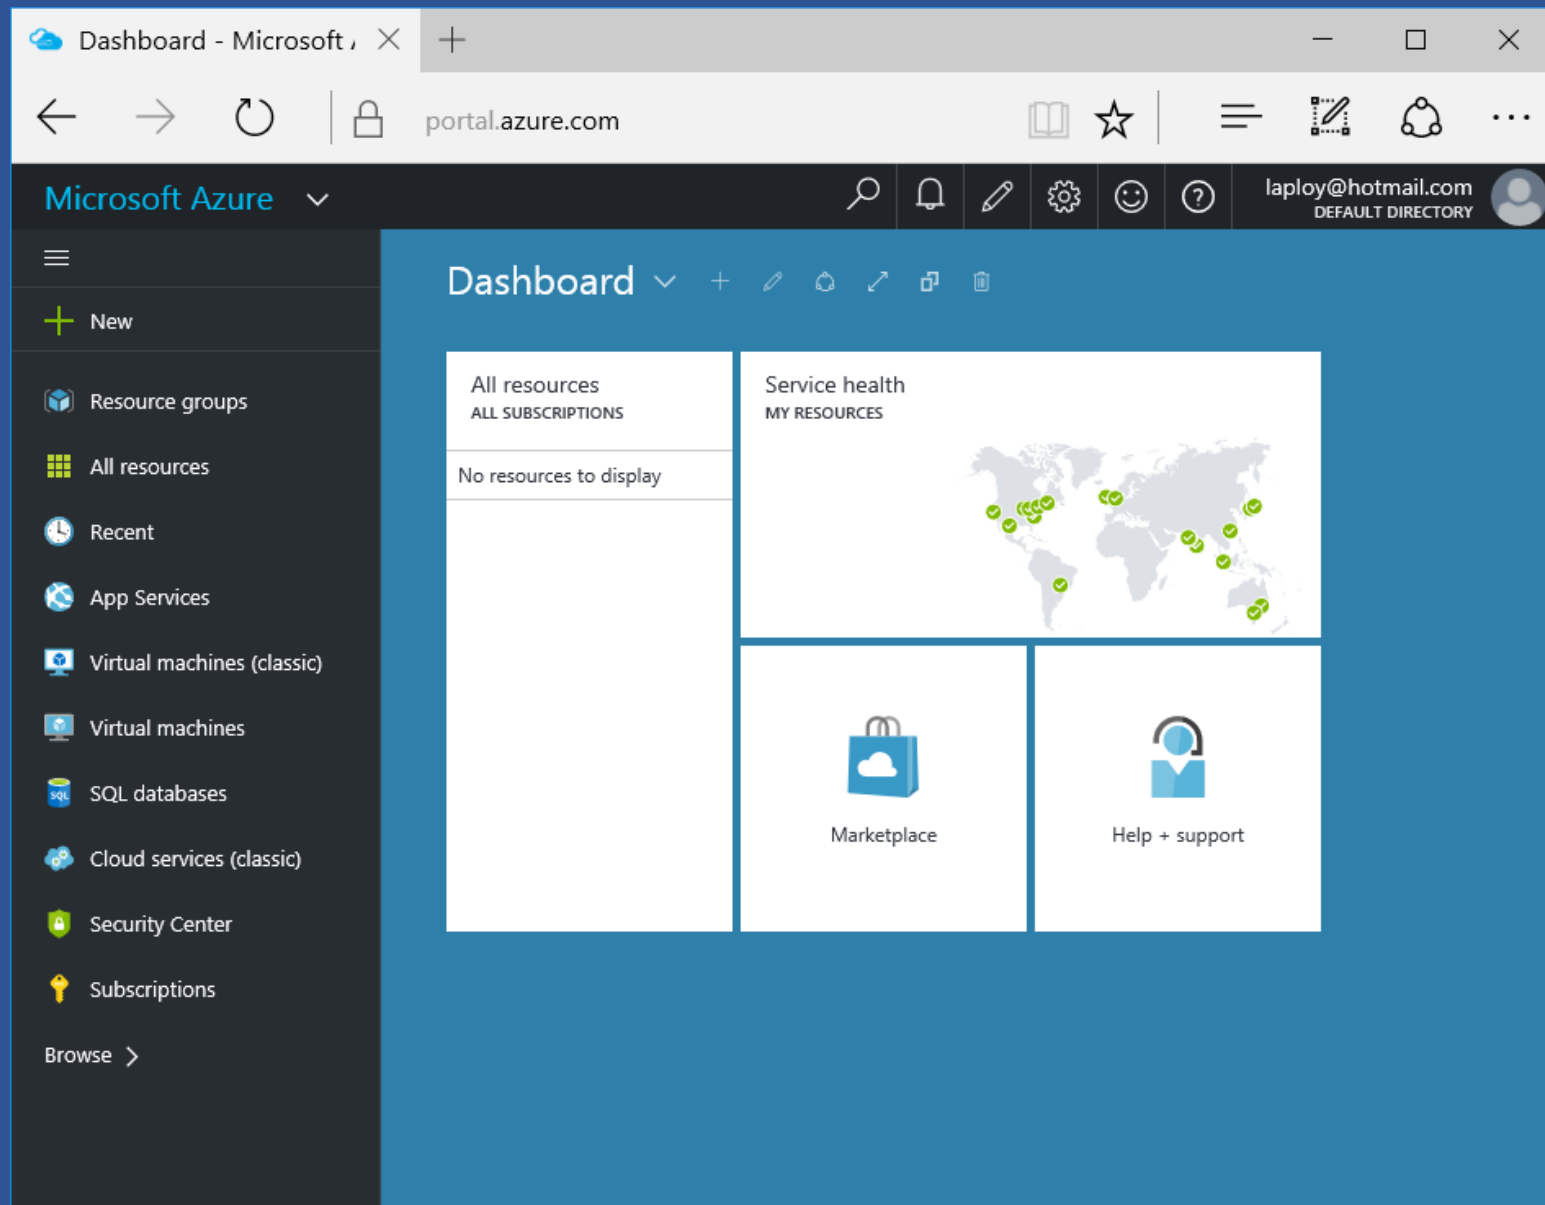 Dashboard - Microsoft
portal.azure.com
Microsoft Azure
laploy@hotmail.com
DEFAULT DIRECTORY
New
Resource groups
All resources
Recent
App Services
Virtual machines (classic)
Virtual machines
SQL databases
Cloud services (classic)
Security Center
Subscriptions
Browse
Dashboard
All resources
ALL SUBSCRIPTIONS
No resources to display
Service health
MY RESOURCES
Marketplace
Help + support
SQL